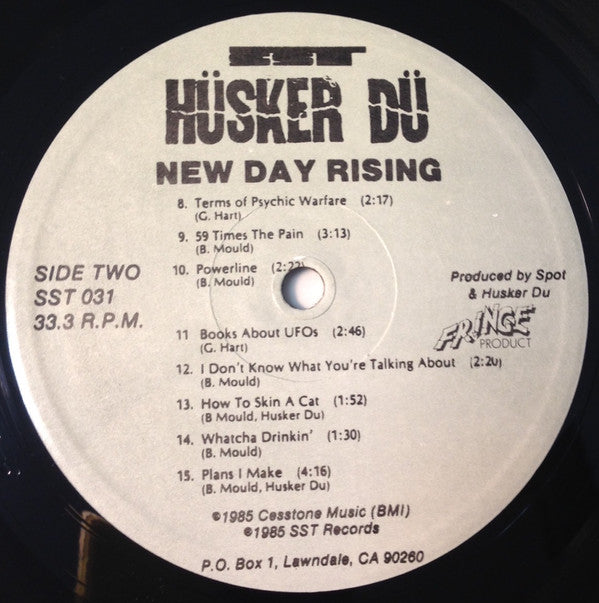 SST
HÜSKER DÜ
NEW DAY RISING
8. Terms of Psychic Warfare (2:17)
(G. Hart)
9. 59 Times The Pain (3:13)
(B. Mould)
10. Powerline (2:22)
(B. Mould)
SIDE TWO
SST 031
33.3 R.P.M.
Produced by Spot
& Husker Du
FRINGE
PRODUCT
11 Books About UFOs (2:46)
(G. Hart)
12. I Don't Know What You're Talking About (2:20)
(B. Mould)
13. How To Skin A Cat (1:52)
(B Mould, Husker Du)
14. Whatcha Drinkin' (1:30)
(B. Mould)
15. Plans I Make (4:16)
(B. Mould, Husker Du)
©1985 Cesstone Music (BMI)
℗1985 SST Records
P.O. Box 1, Lawndale, CA 90260